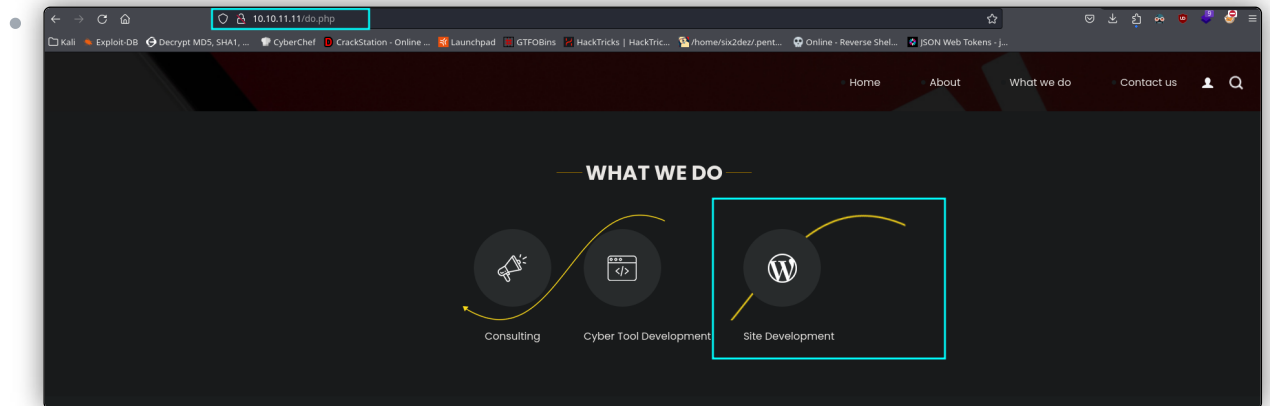 10.10.11.11/do.php
Kali Exploit-DB Decrypt MD5, SHA1, ... CyberChef CrackStation - Online ... Launchpad GTFOBins HackTricks | HackTric... /home/six2dez/.pent... Online - Reverse Shel... JSON Web Tokens - j...
Home About What we do Contact us
WHAT WE DO
Consulting Cyber Tool Development Site Development